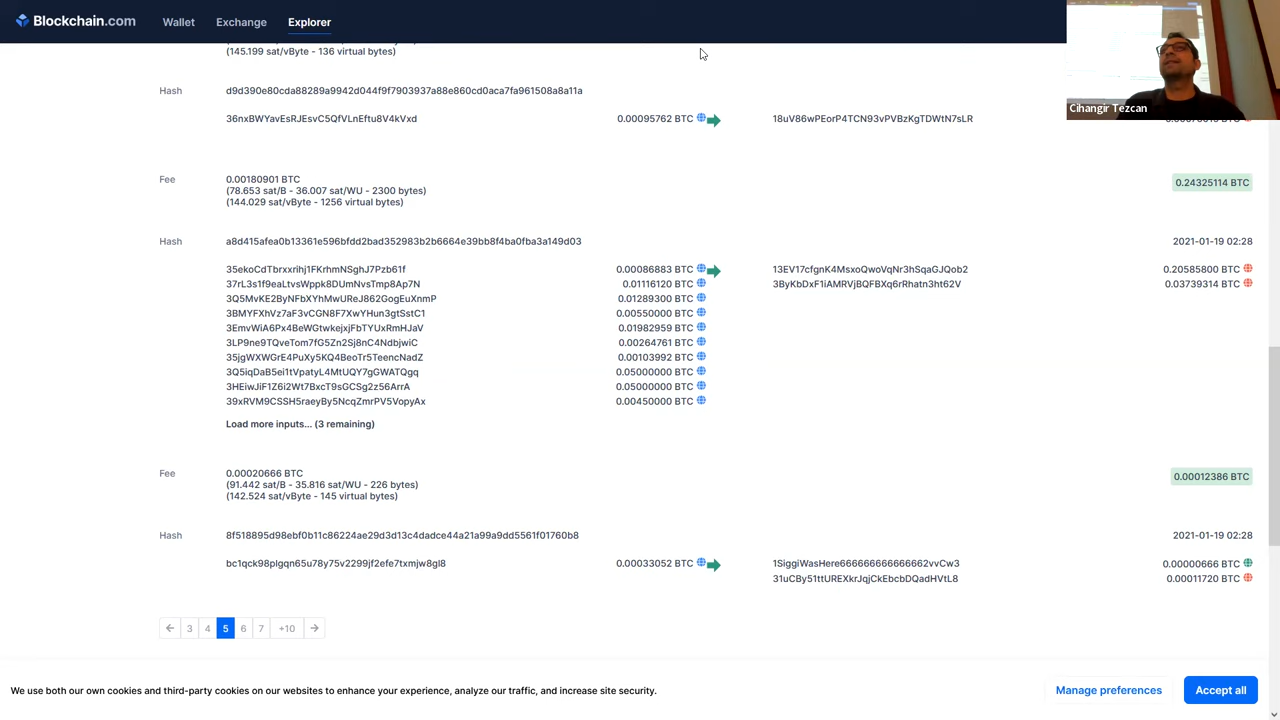 Blockchain.com Wallet Exchange Explorer
(145.199 sat/vByte - 136 virtual bytes)
Hash d9d390e80cda88289a9942d044f9f7903937a88e860cd0aca7fa961508a8a11a
36nxBWYavEsRJEsvC5QfVLnEftu8V4kVxd 0.00095762 BTC 18uV86wPEorP4TCN93vPVBzKgTDWtN7sLR
Cihangir Tezcan
Fee 0.00180901 BTC 0.24325114 BTC
(78.653 sat/B - 36.007 sat/WU - 2300 bytes)
(144.029 sat/vByte - 1256 virtual bytes)
Hash a8d415afea0b13361e596bfdd2bad352983b2b6664e39bb8f4ba0fba3a149d03 2021-01-19 02:28
35ekoCdTbrxxrihj1FKrhmNSghJ7Pzb61f 0.00086883 BTC 13EV17cfgnK4MsxoQwoVqNr3hSqaGJQob2 0.20585800 BTC
37rL3s1f9eaLtvsWppk8DUmNvsTmp8Ap7N 0.01116120 BTC 3ByKbDxF1iAMRVjBQFBXq6rRhatn3ht62V 0.03739314 BTC
3Q5MvKE2ByNFbXYhMwUReJ862GogEuXnmP 0.01289300 BTC
3BMYFXhVz7aF3vCGN8F7XwYHun3gtSstC1 0.00550000 BTC
3EmvWiA6Px4BeWGtwkejxjFbTYUxRmHJaV 0.01982959 BTC
3LP9ne9TQveTom7fG5Zn2Sj8nC4NdbjwiC 0.00264761 BTC
35jgWXWGrE4PuXy5KQ4BeoTr5TeencNadZ 0.00103992 BTC
3Q5iqDaB5ei1tVpatyL4MtUQY7gGWATQgq 0.05000000 BTC
3HEiwJiF1Z6i2Wt7BxcT9sGCSg2z56ArrA 0.05000000 BTC
39xRVM9CSSH5raeyBy5NcqZmrPV5VopyAx 0.00450000 BTC
Load more inputs... (3 remaining)
Fee 0.00020666 BTC 0.00012386 BTC
(91.442 sat/B - 35.816 sat/WU - 226 bytes)
(142.524 sat/vByte - 145 virtual bytes)
Hash 8f518895d98ebf0b11c86224ae29d3d13c4dadce44a21a99a9dd5561f01760b8 2021-01-19 02:28
bc1qck98plgqn65u78y75v2299jf2efe7txmjw8gl8 0.00033052 BTC 1SiggiWasHere666666666666662vvCw3 0.00000666 BTC
31uCBy51ttUREXkrJqjCkEbcbDQadHVtL8 0.00011720 BTC
3 4 5 6 7 +10
We use both our own cookies and third-party cookies on our websites to enhance your experience, analyze our traffic, and increase site security. Manage preferences Accept all